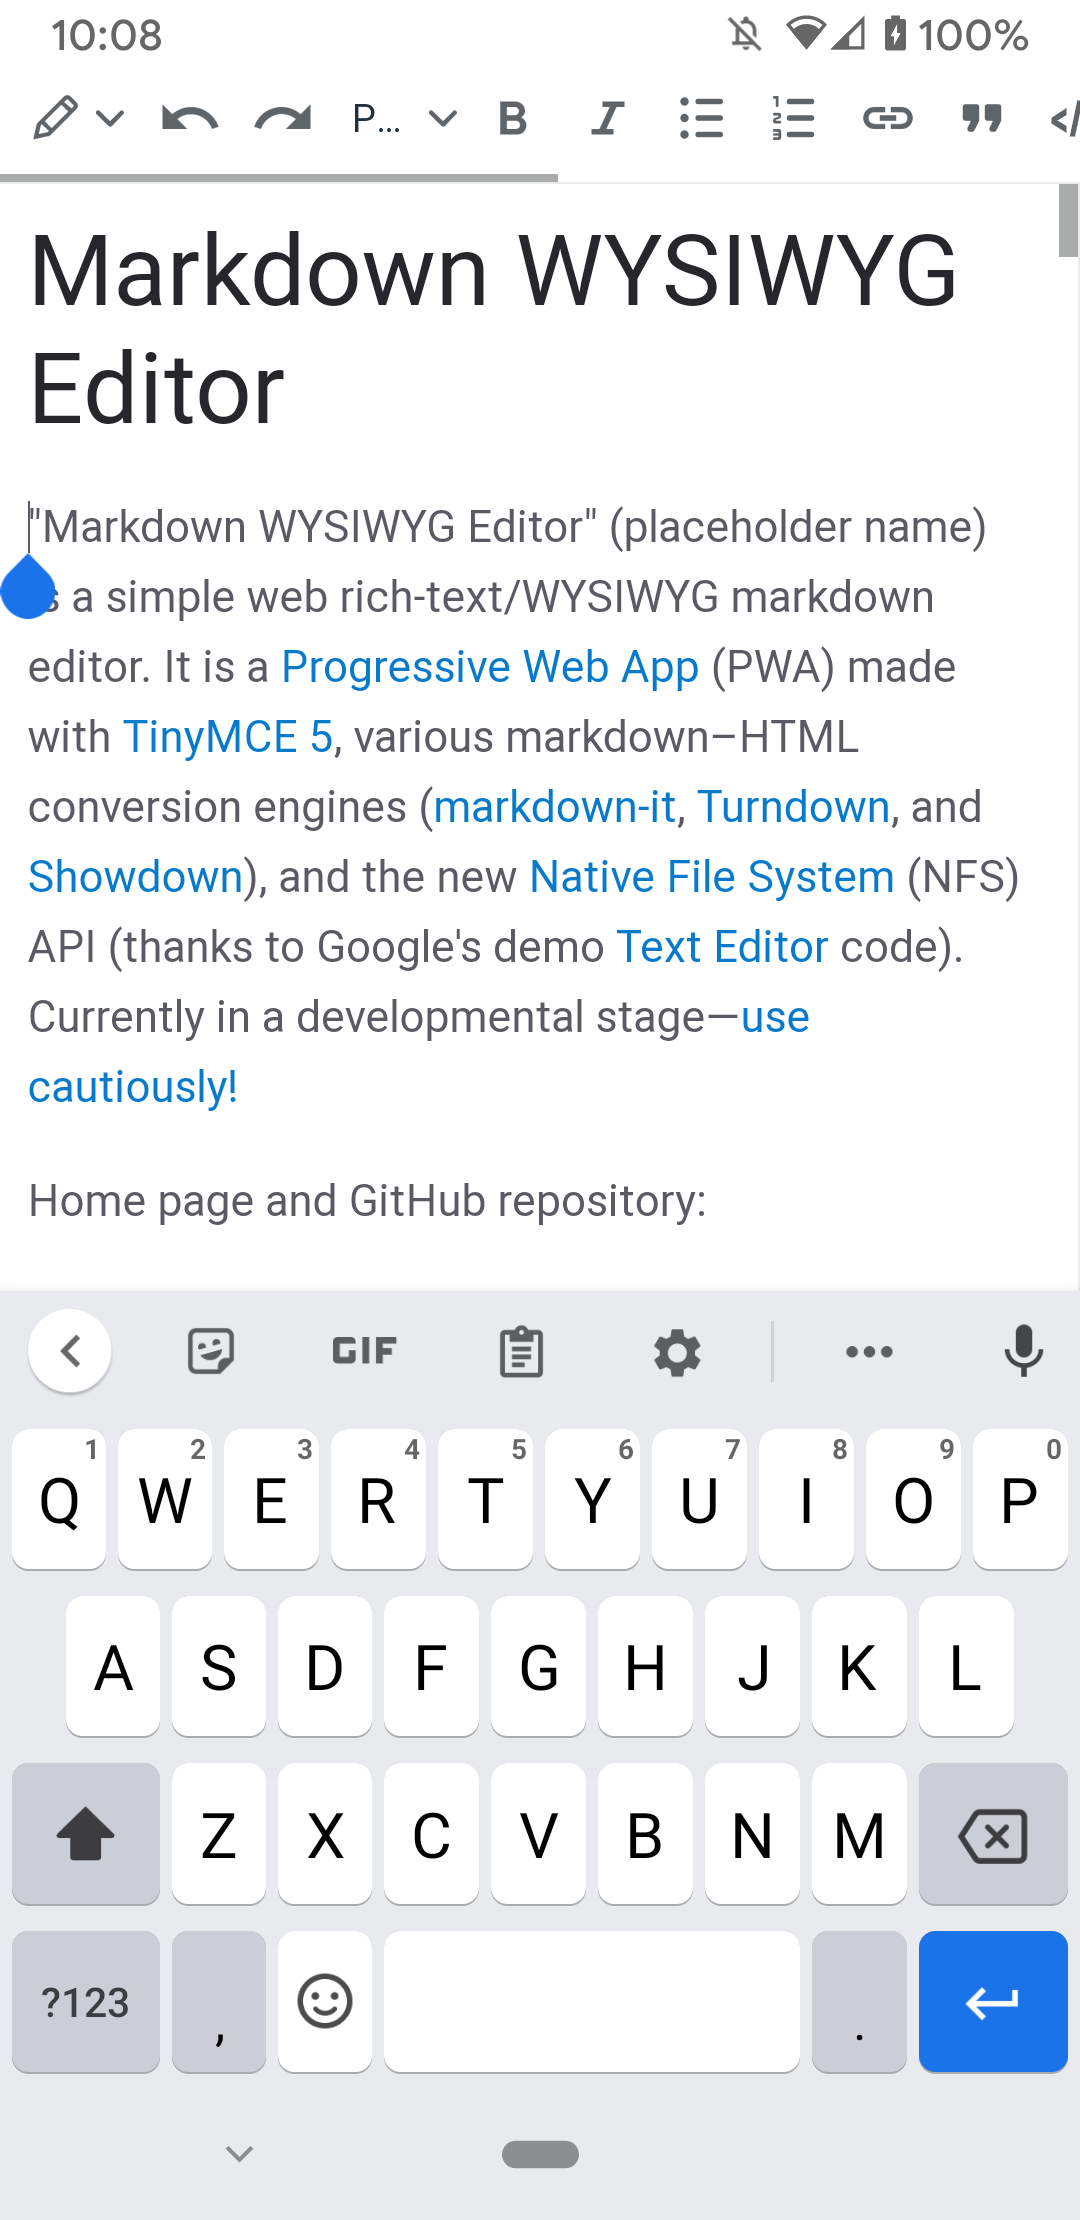 10:08 100%
P... B I </
Markdown WYSIWYG
Editor
"Markdown WYSIWYG Editor" (placeholder name)
s a simple web rich-text/WYSIWYG markdown
editor. It is a Progressive Web App (PWA) made
with TinyMCE 5, various markdown–HTML
conversion engines (markdown-it, Turndown, and
Showdown), and the new Native File System (NFS)
API (thanks to Google's demo Text Editor code).
Currently in a developmental stage—use
cautiously!
Home page and GitHub repository:
GIF
1 2 3 4 5 6 7 8 9 0
Q W E R T Y U I O P
A S D F G H J K L
Z X C V B N M
?123 , .